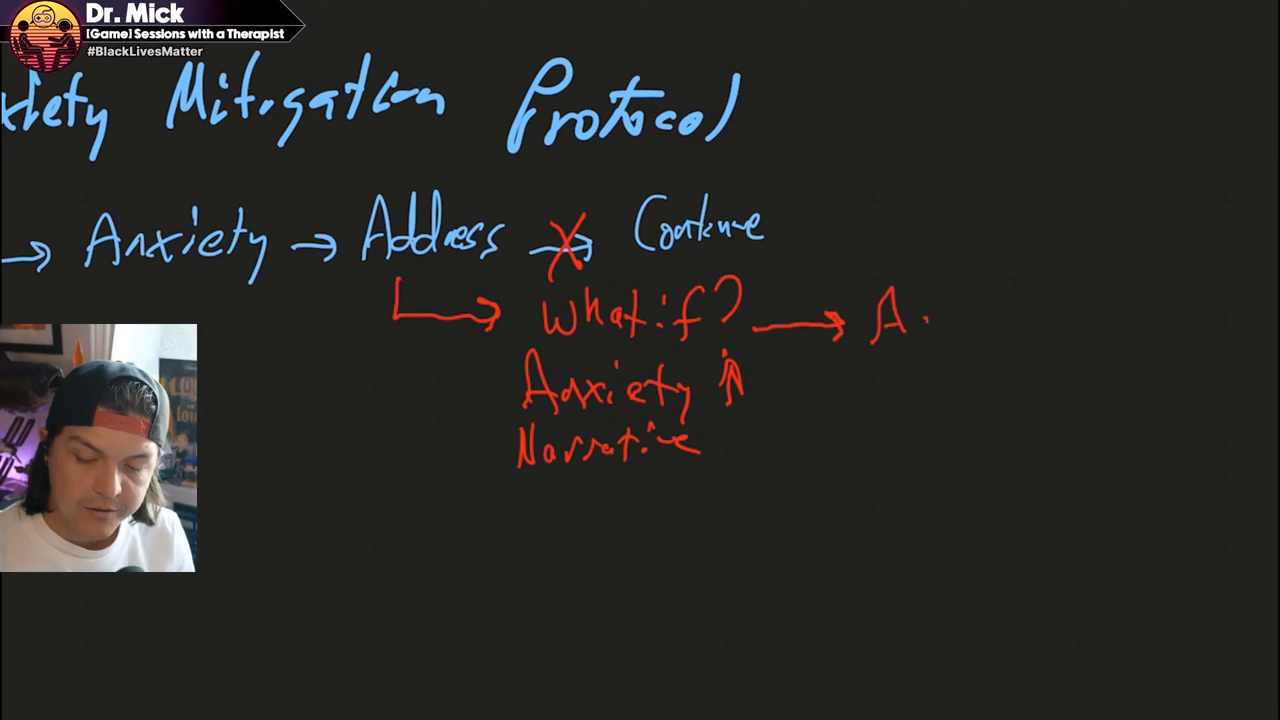 Dr. Mick
[Game] Sessions with a Therapist
#BlackLivesMatter
xiety Mitigation Protocol
→ Anxiety → Address → Continue
What if? → A
Anxiety ↑
Narrative